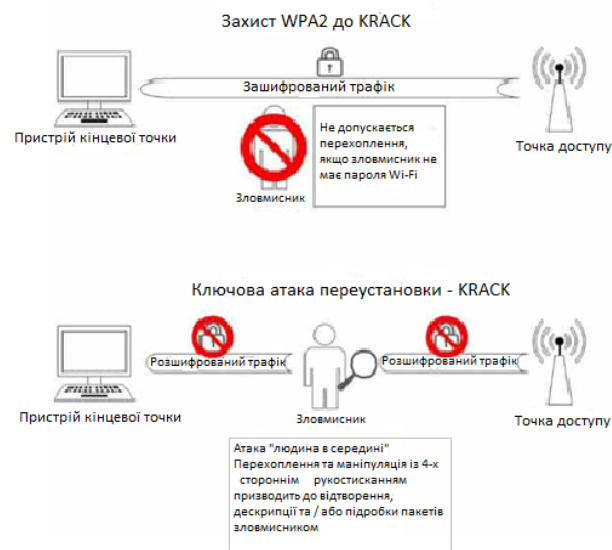 Захист WPA2 до KRACK
Зашифрований трафік
Пристрій кінцевої точки
Не допускається
перехоплення,
якщо зловмисник не
має пароля Wi-Fi
Точка доступу
Зловмисник
Ключова атака переустановки - KRACK
Розшифрований трафік
Розшифрований трафік
Пристрій кінцевої точки
Зловмисник
Точка доступу
Атака "людина в середині"
Перехоплення та маніпуляція із 4-х
стороннім рукостисканням
призводить до відтворення,
дескрипції та / або підробки пакетів
зловмисником